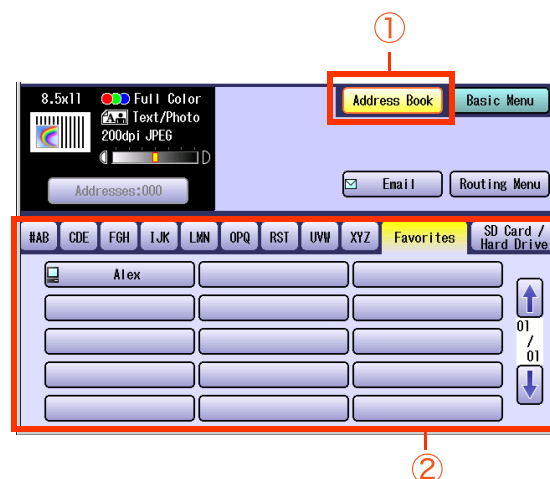 ①
8.5x11 Full Color
A Text/Photo
200dpi JPEG
D
Addresses:000
Address Book
Basic Menu
Email
Routing Menu
#AB CDE FGH IJK LMN OPQ RST UVW XYZ Favorites SD Card /
Hard Drive
Alex
01
/
01
②